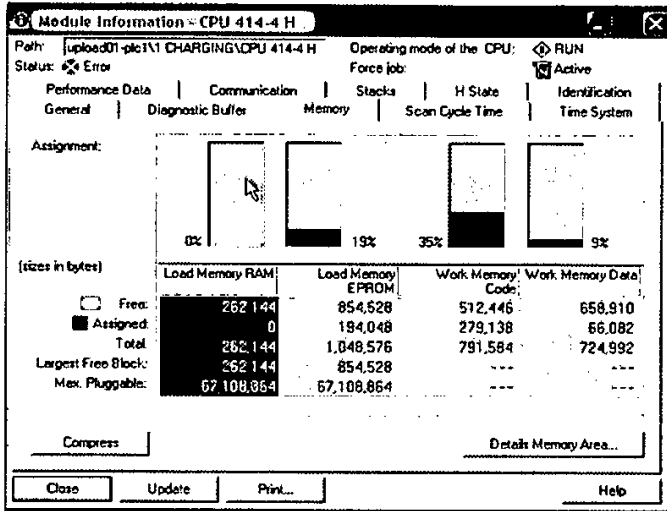 Module Information - CPU 414-4 H
Path: upload01-plc1\1 CHARGING\CPU 414-4 H Operating mode of the CPU: RUN
Status: Error Force job: Active
Performance Data Communication Stacks H State Identification
General Diagnostic Buffer Memory Scan Cycle Time Time System
Assignment:
0% 19% 35% 9%
(sizes in bytes)
Load Memory RAM Load Memory EPROM Work Memory Code Work Memory Data
Free: 262,144 854,528 512,446 658,910
Assigned: 0 194,048 279,138 66,082
Total: 262,144 1,048,576 791,584 724,992
Largest Free Block: 262,144 854,528 --- ---
Max. Pluggable: 67,108,864 67,108,864 --- ---
Compress Details Memory Area...
Close Update Print... Help